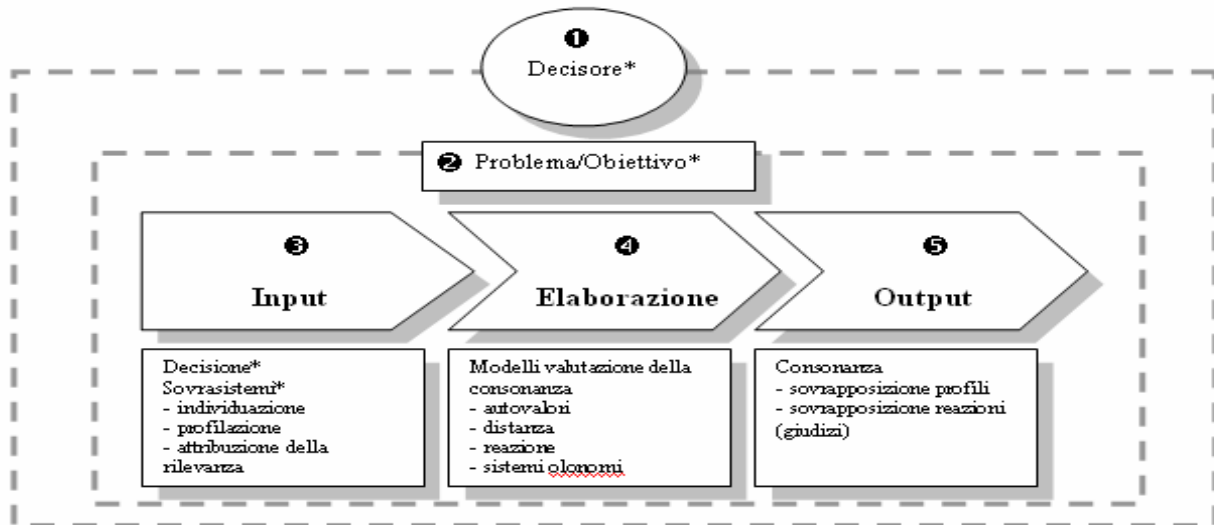 ❶
Decisore*
❷ Problema/Obiettivo*
❸
Input
❹
Elaborazione
❺
Output
Decisione*
Sovrasistemi*
- individuazione
- profilazione
- attribuzione della
rilevanza
Modelli valutazione della
consonanza
- autovalori
- distanza
- reazione
- sistemi olonomi
Consonanza
- sovrapposizione profili
- sovrapposizione reazioni
(giudizi)